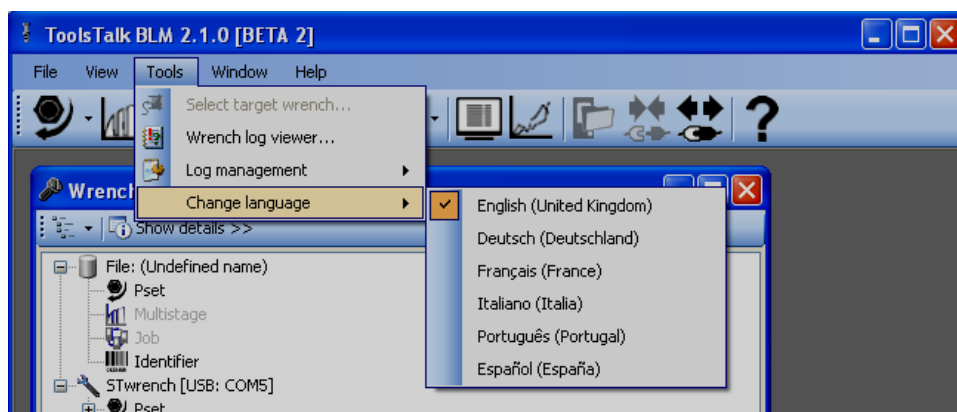 ToolsTalk BLM 2.1.0 [BETA 2]
File View Tools Window Help
Select target wrench...
Wrench log viewer...
Log management
Change language
English (United Kingdom)
Deutsch (Deutschland)
Français (France)
Italiano (Italia)
Português (Portugal)
Español (España)
Wrench
Show details >>
File: (Undefined name)
Pset
Multistage
Job
Identifier
STwrench [USB: COM5]
Pset